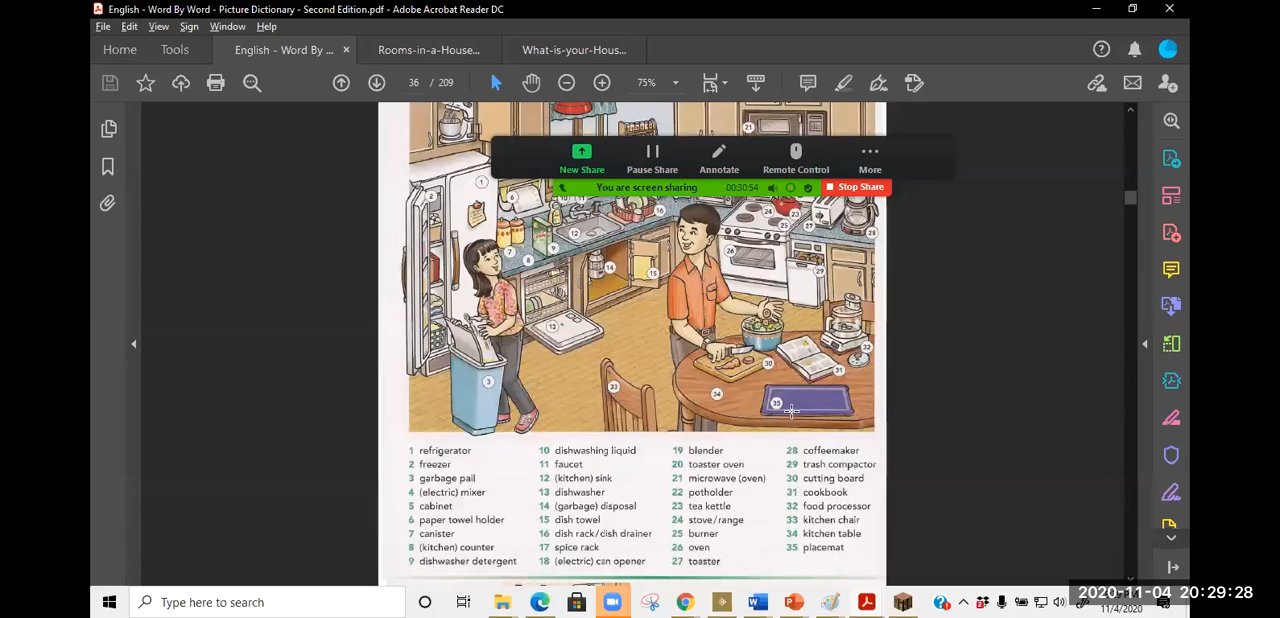 English - Word By Word - Picture Dictionary - Second Edition.pdf - Adobe Acrobat Reader DC
File Edit View Sign Window Help
Home Tools English - Word By ... × Rooms-in-a-House... What-is-your-Hous...
36 / 209 75%
21
New Share Pause Share Annotate Remote Control More
You are screen sharing 00:30:54 Stop Share
1 refrigerator
2 freezer
3 garbage pail
4 (electric) mixer
5 cabinet
6 paper towel holder
7 canister
8 (kitchen) counter
9 dishwasher detergent
10 dishwashing liquid
11 faucet
12 (kitchen) sink
13 dishwasher
14 (garbage) disposal
15 dish towel
16 dish rack/dish drainer
17 spice rack
18 (electric) can opener
19 blender
20 toaster oven
21 microwave (oven)
22 potholder
23 tea kettle
24 stove/range
25 burner
26 oven
27 toaster
28 coffeemaker
29 trash compactor
30 cutting board
31 cookbook
32 food processor
33 kitchen chair
34 kitchen table
35 placemat
Type here to search
2020-11-04 20:29:28
11/4/2020